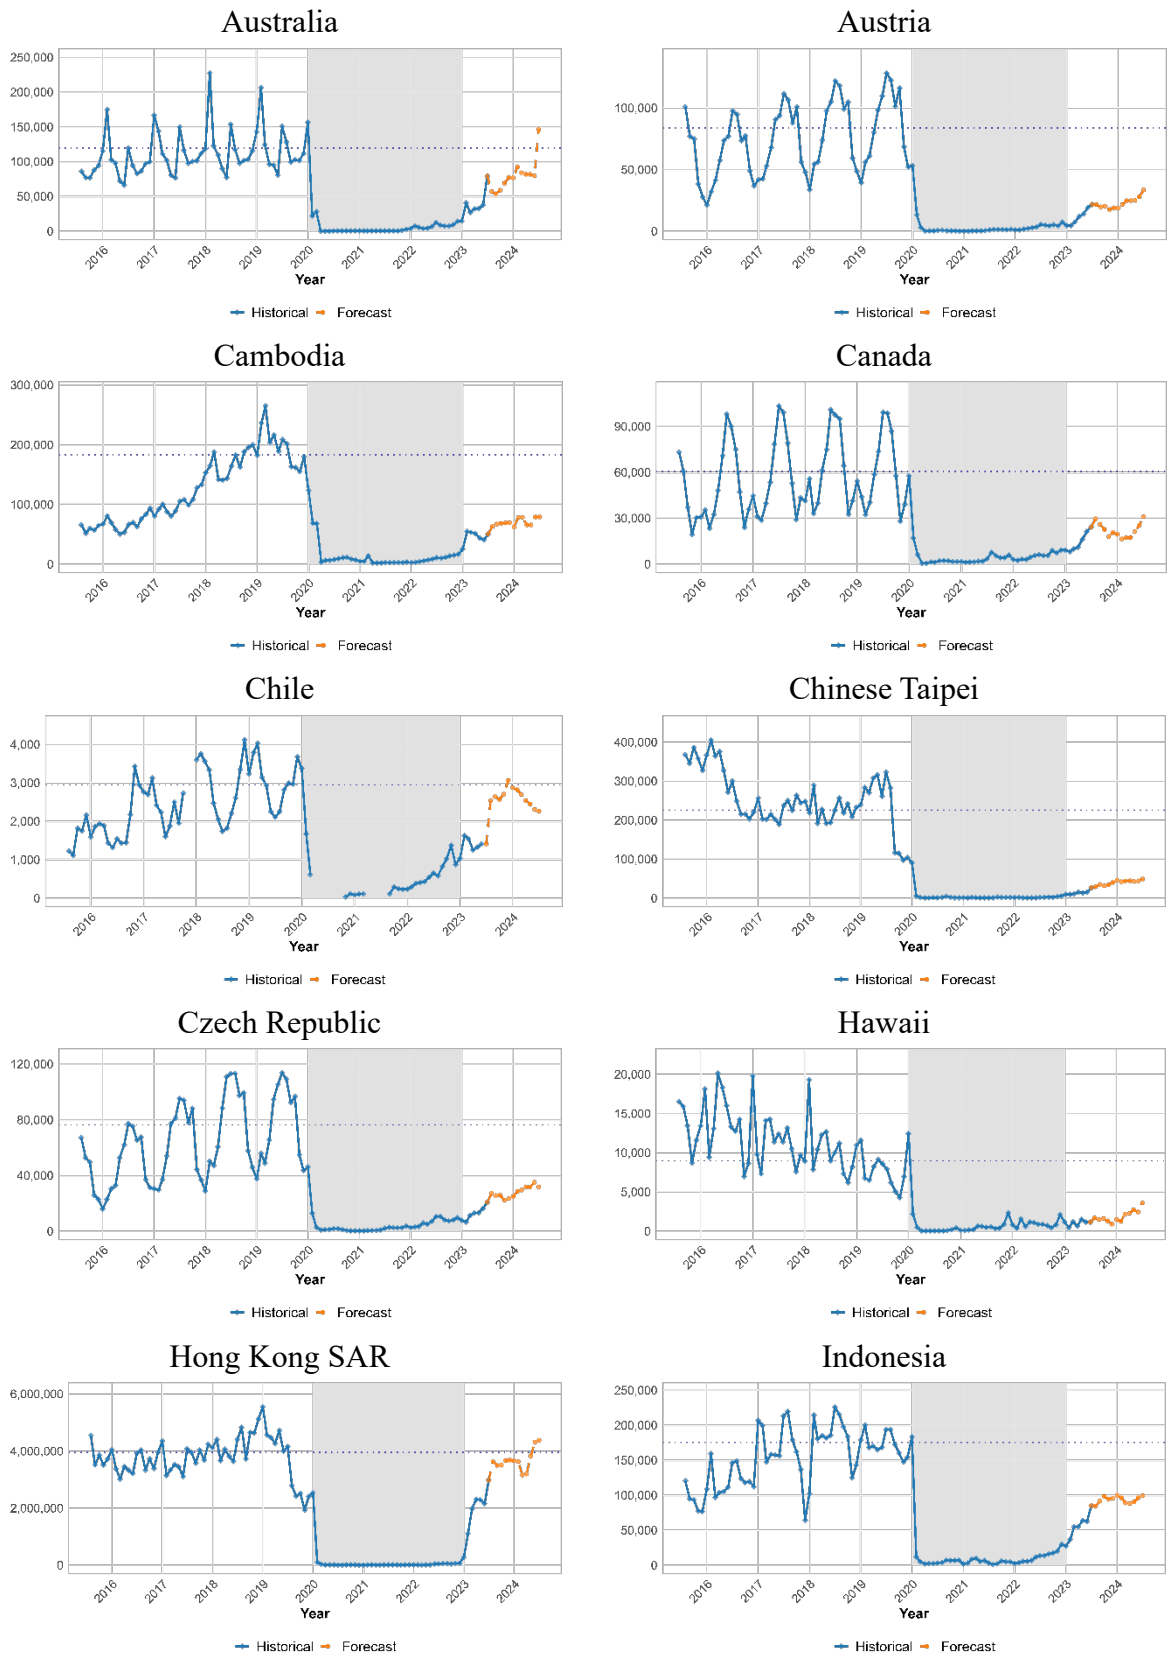 Australia
250,000
200,000
150,000
100,000
50,000
0
2016 2017 2018 2019 2020 2021 2022 2023 2024
Year
Historical Forecast
Austria
100,000
50,000
0
2016 2017 2018 2019 2020 2021 2022 2023 2024
Year
Historical Forecast
Cambodia
300,000
200,000
100,000
0
2016 2017 2018 2019 2020 2021 2022 2023 2024
Year
Historical Forecast
Canada
90,000
60,000
30,000
0
2016 2017 2018 2019 2020 2021 2022 2023 2024
Year
Historical Forecast
Chile
4,000
3,000
2,000
1,000
0
2016 2017 2018 2019 2020 2021 2022 2023 2024
Year
Historical Forecast
Chinese Taipei
400,000
300,000
200,000
100,000
0
2016 2017 2018 2019 2020 2021 2022 2023 2024
Year
Historical Forecast
Czech Republic
120,000
80,000
40,000
0
2016 2017 2018 2019 2020 2021 2022 2023 2024
Year
Historical Forecast
Hawaii
20,000
15,000
10,000
5,000
0
2016 2017 2018 2019 2020 2021 2022 2023 2024
Year
Historical Forecast
Hong Kong SAR
6,000,000
4,000,000
2,000,000
0
2016 2017 2018 2019 2020 2021 2022 2023 2024
Year
Historical Forecast
Indonesia
250,000
200,000
150,000
100,000
50,000
0
2016 2017 2018 2019 2020 2021 2022 2023 2024
Year
Historical Forecast